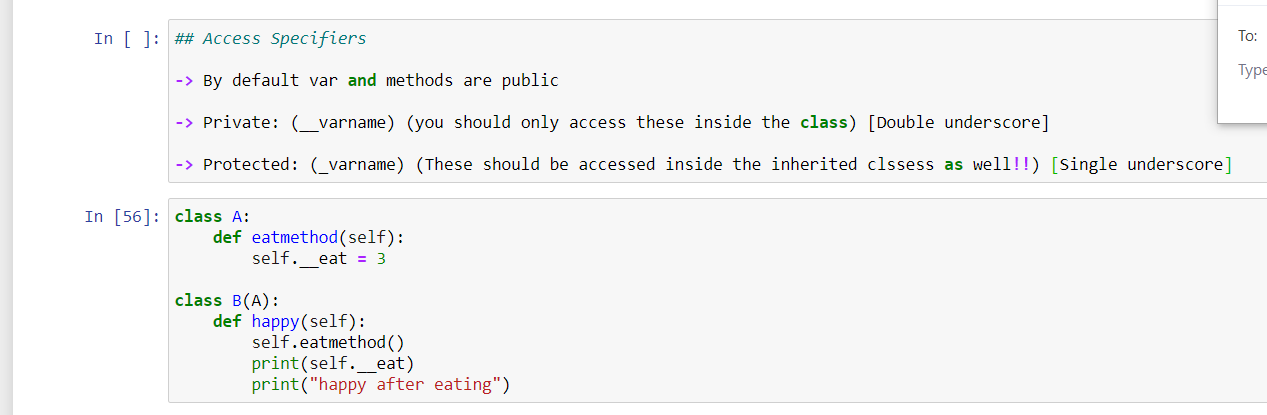 In [ ]: ## Access Specifiers
-> By default var and methods are public
-> Private: (__varname) (you should only access these inside the class) [Double underscore]
-> Protected: (_varname) (These should be accessed inside the inherited clssess as well!!) [Single underscore]
In [56]: class A:
    def eatmethod(self):
        self.__eat = 3
class B(A):
    def happy(self):
        self.eatmethod()
        print(self.__eat)
        print("happy after eating")
To: